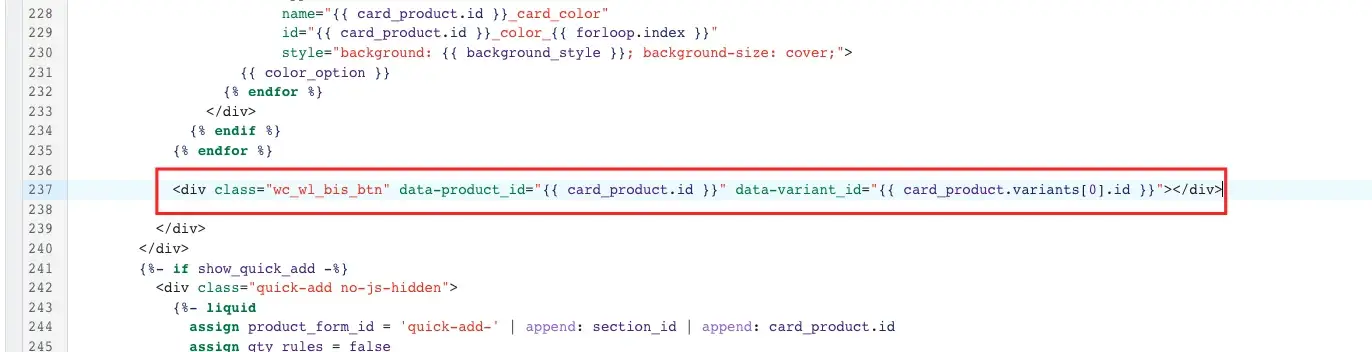 228 name="{{ card_product.id }}_card_color"
229 id="{{ card_product.id }}_color_{{ forloop.index }}"
230 style="background: {{ background_style }}; background-size: cover;">
231 {{ color_option }}
232 {% endfor %}
233 </div>
234 {% endif %}
235 {% endfor %}
236
237 <div class="wc_wl_bis_btn" data-product_id="{{ card_product.id }}" data-variant_id="{{ card_product.variants[0].id }}"></div>
238
239 </div>
240 </div>
241 {%- if show_quick_add -%}
242 <div class="quick-add no-js-hidden">
243 {%- liquid
244 assign product_form_id = 'quick-add-' | append: section_id | append: card_product.id
245 assign qty_rules = false